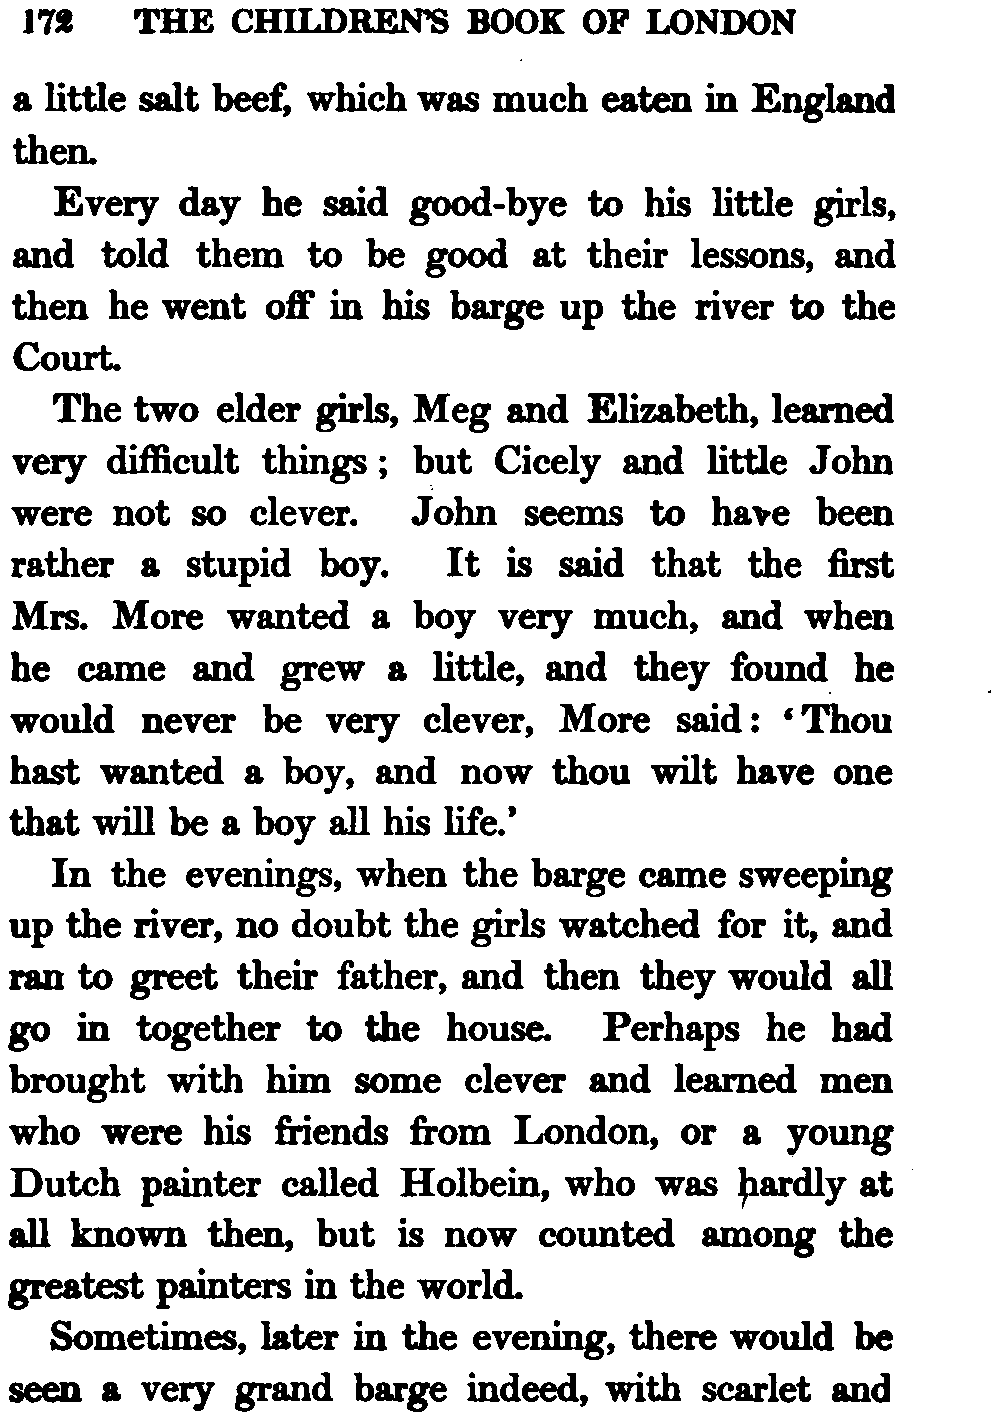 172 THE CHILDREN'S BOOK OF LONDON
a little salt beef, which was much eaten in England
then.
Every day he said good-bye to his little girls,
and told them to be good at their lessons, and
then he went off in his barge up the river to the
Court.
The two elder girls, Meg and Elizabeth, learned
very difficult things ; but Cicely and little John
were not so clever. John seems to have been
rather a stupid boy. It is said that the first
Mrs. More wanted a boy very much, and when
he came and grew a little, and they found he
would never be very clever, More said: ‘Thou
hast wanted a boy, and now thou wilt have one
that will be a boy all his life.’
In the evenings, when the barge came sweeping
up the river, no doubt the girls watched for it, and
ran to greet their father, and then they would all
go in together to the house. Perhaps he had
brought with him some clever and learned men
who were his friends from London, or a young
Dutch painter called Holbein, who was hardly at
all known then, but is now counted among the
greatest painters in the world.
Sometimes, later in the evening, there would be
seen a very grand barge indeed, with scarlet and